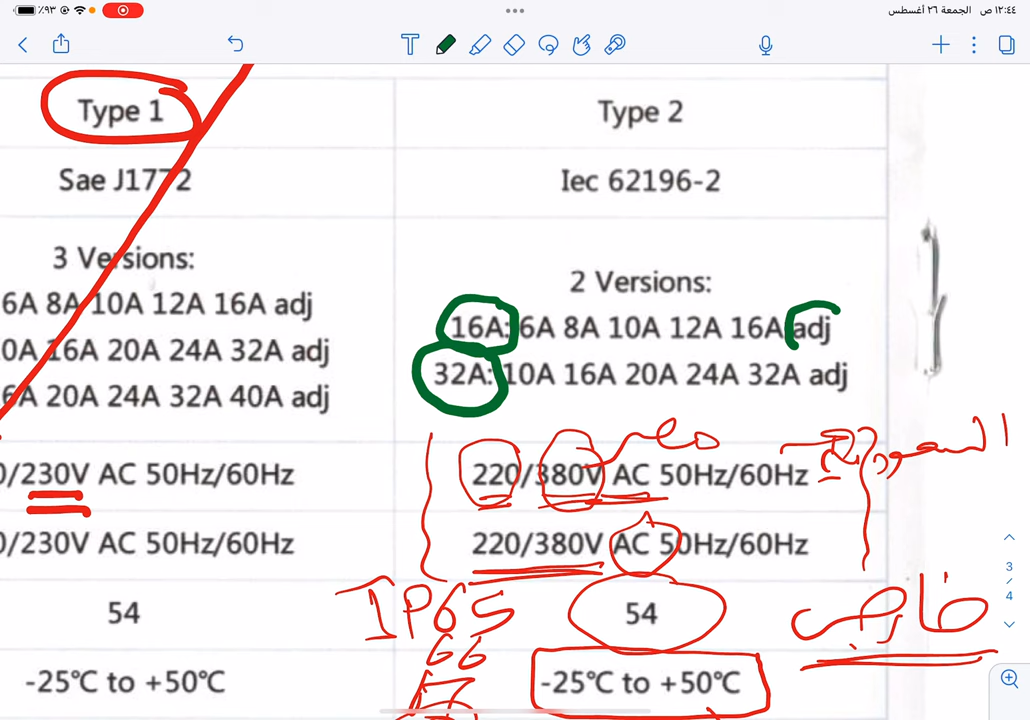 ٩٣٪
١٢:٤٤ ص الجمعة ٢٦ أغسطس
Type 1
Type 2
Sae J1772
Iec 62196-2
3 Versions:
6A 8A 10A 12A 16A adj
0A 16A 20A 24A 32A adj
6A 20A 24A 32A 40A adj
2 Versions:
16A: 6A 8A 10A 12A 16A adj
32A: 10A 16A 20A 24A 32A adj
0/230V AC 50Hz/60Hz
220/380V AC 50Hz/60Hz
السعودية
0/230V AC 50Hz/60Hz
220/380V AC 50Hz/60Hz
54
IP65
54
66
-25℃ to +50℃
-25℃ to +50℃
3
/
4